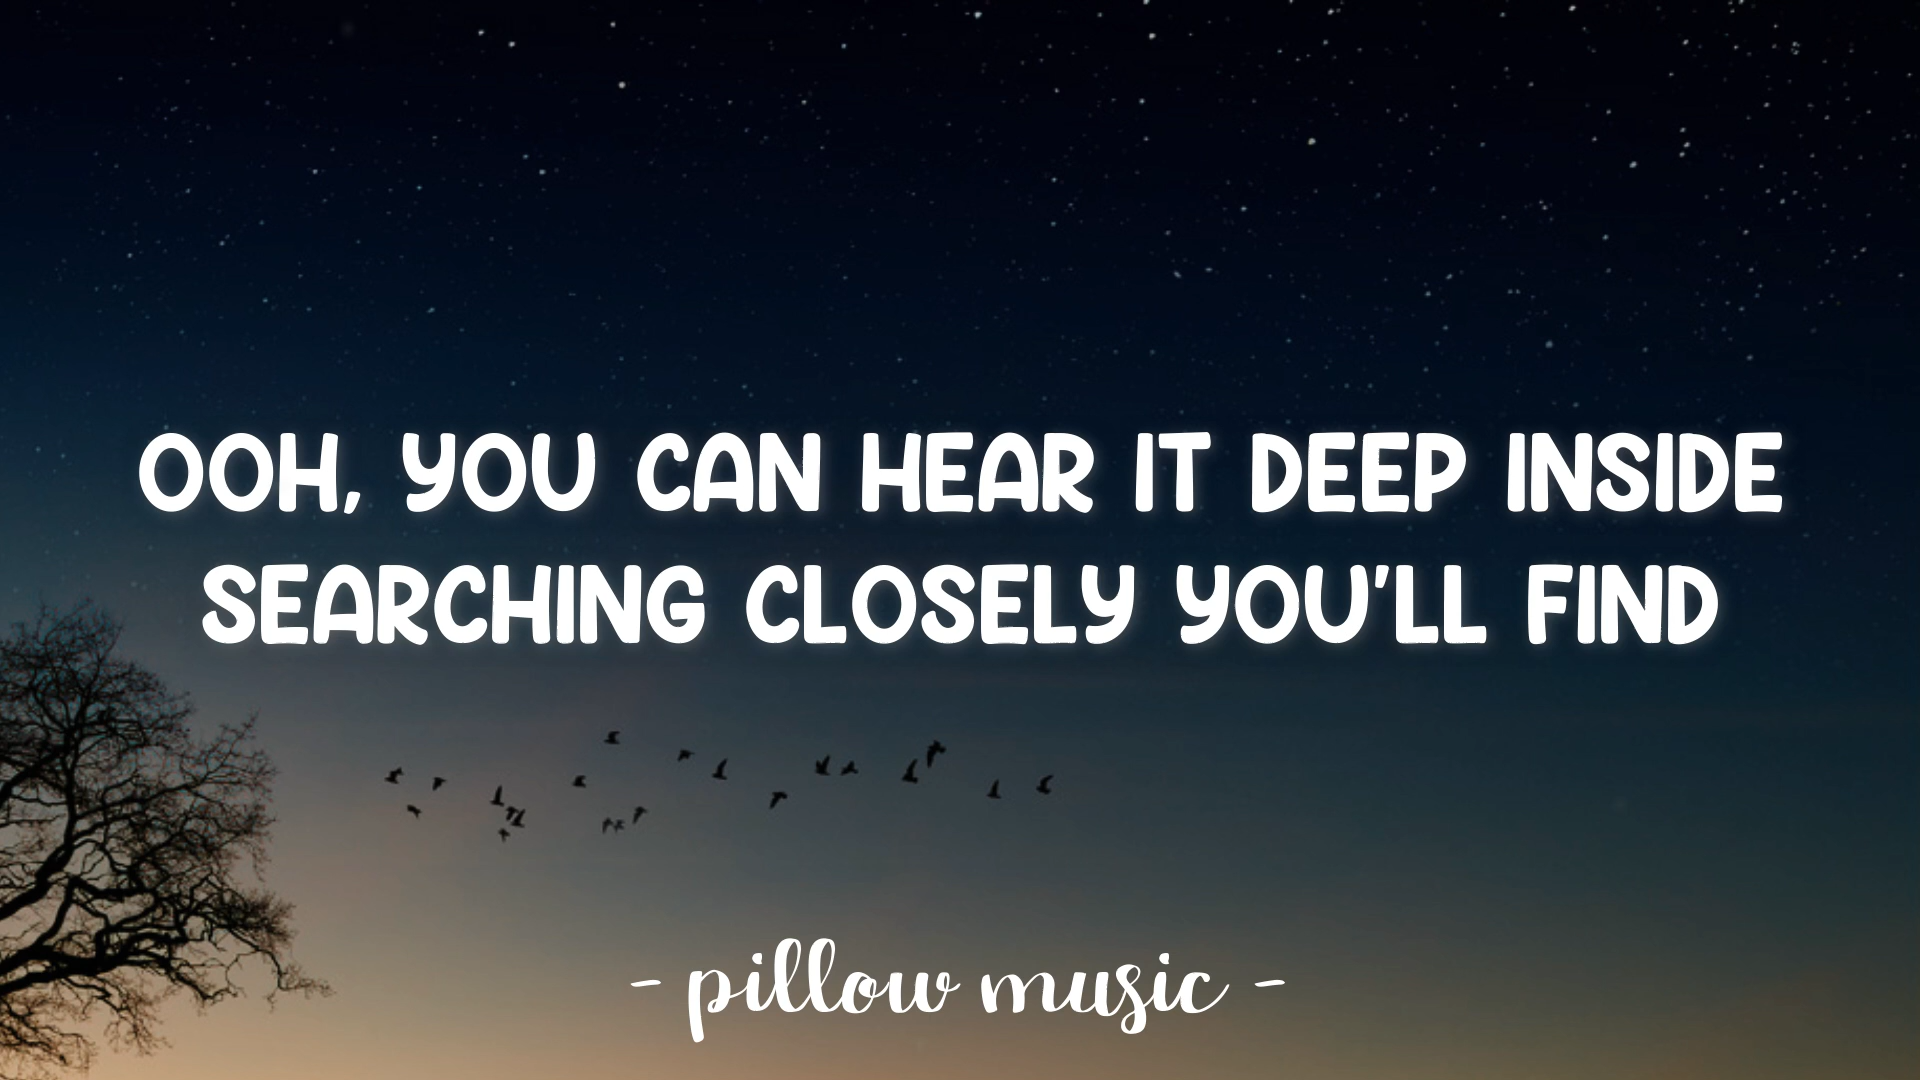 OOH, YOU CAN HEAR IT DEEP INSIDE
SEARCHING CLOSELY YOU'LL FIND
- pillow music -